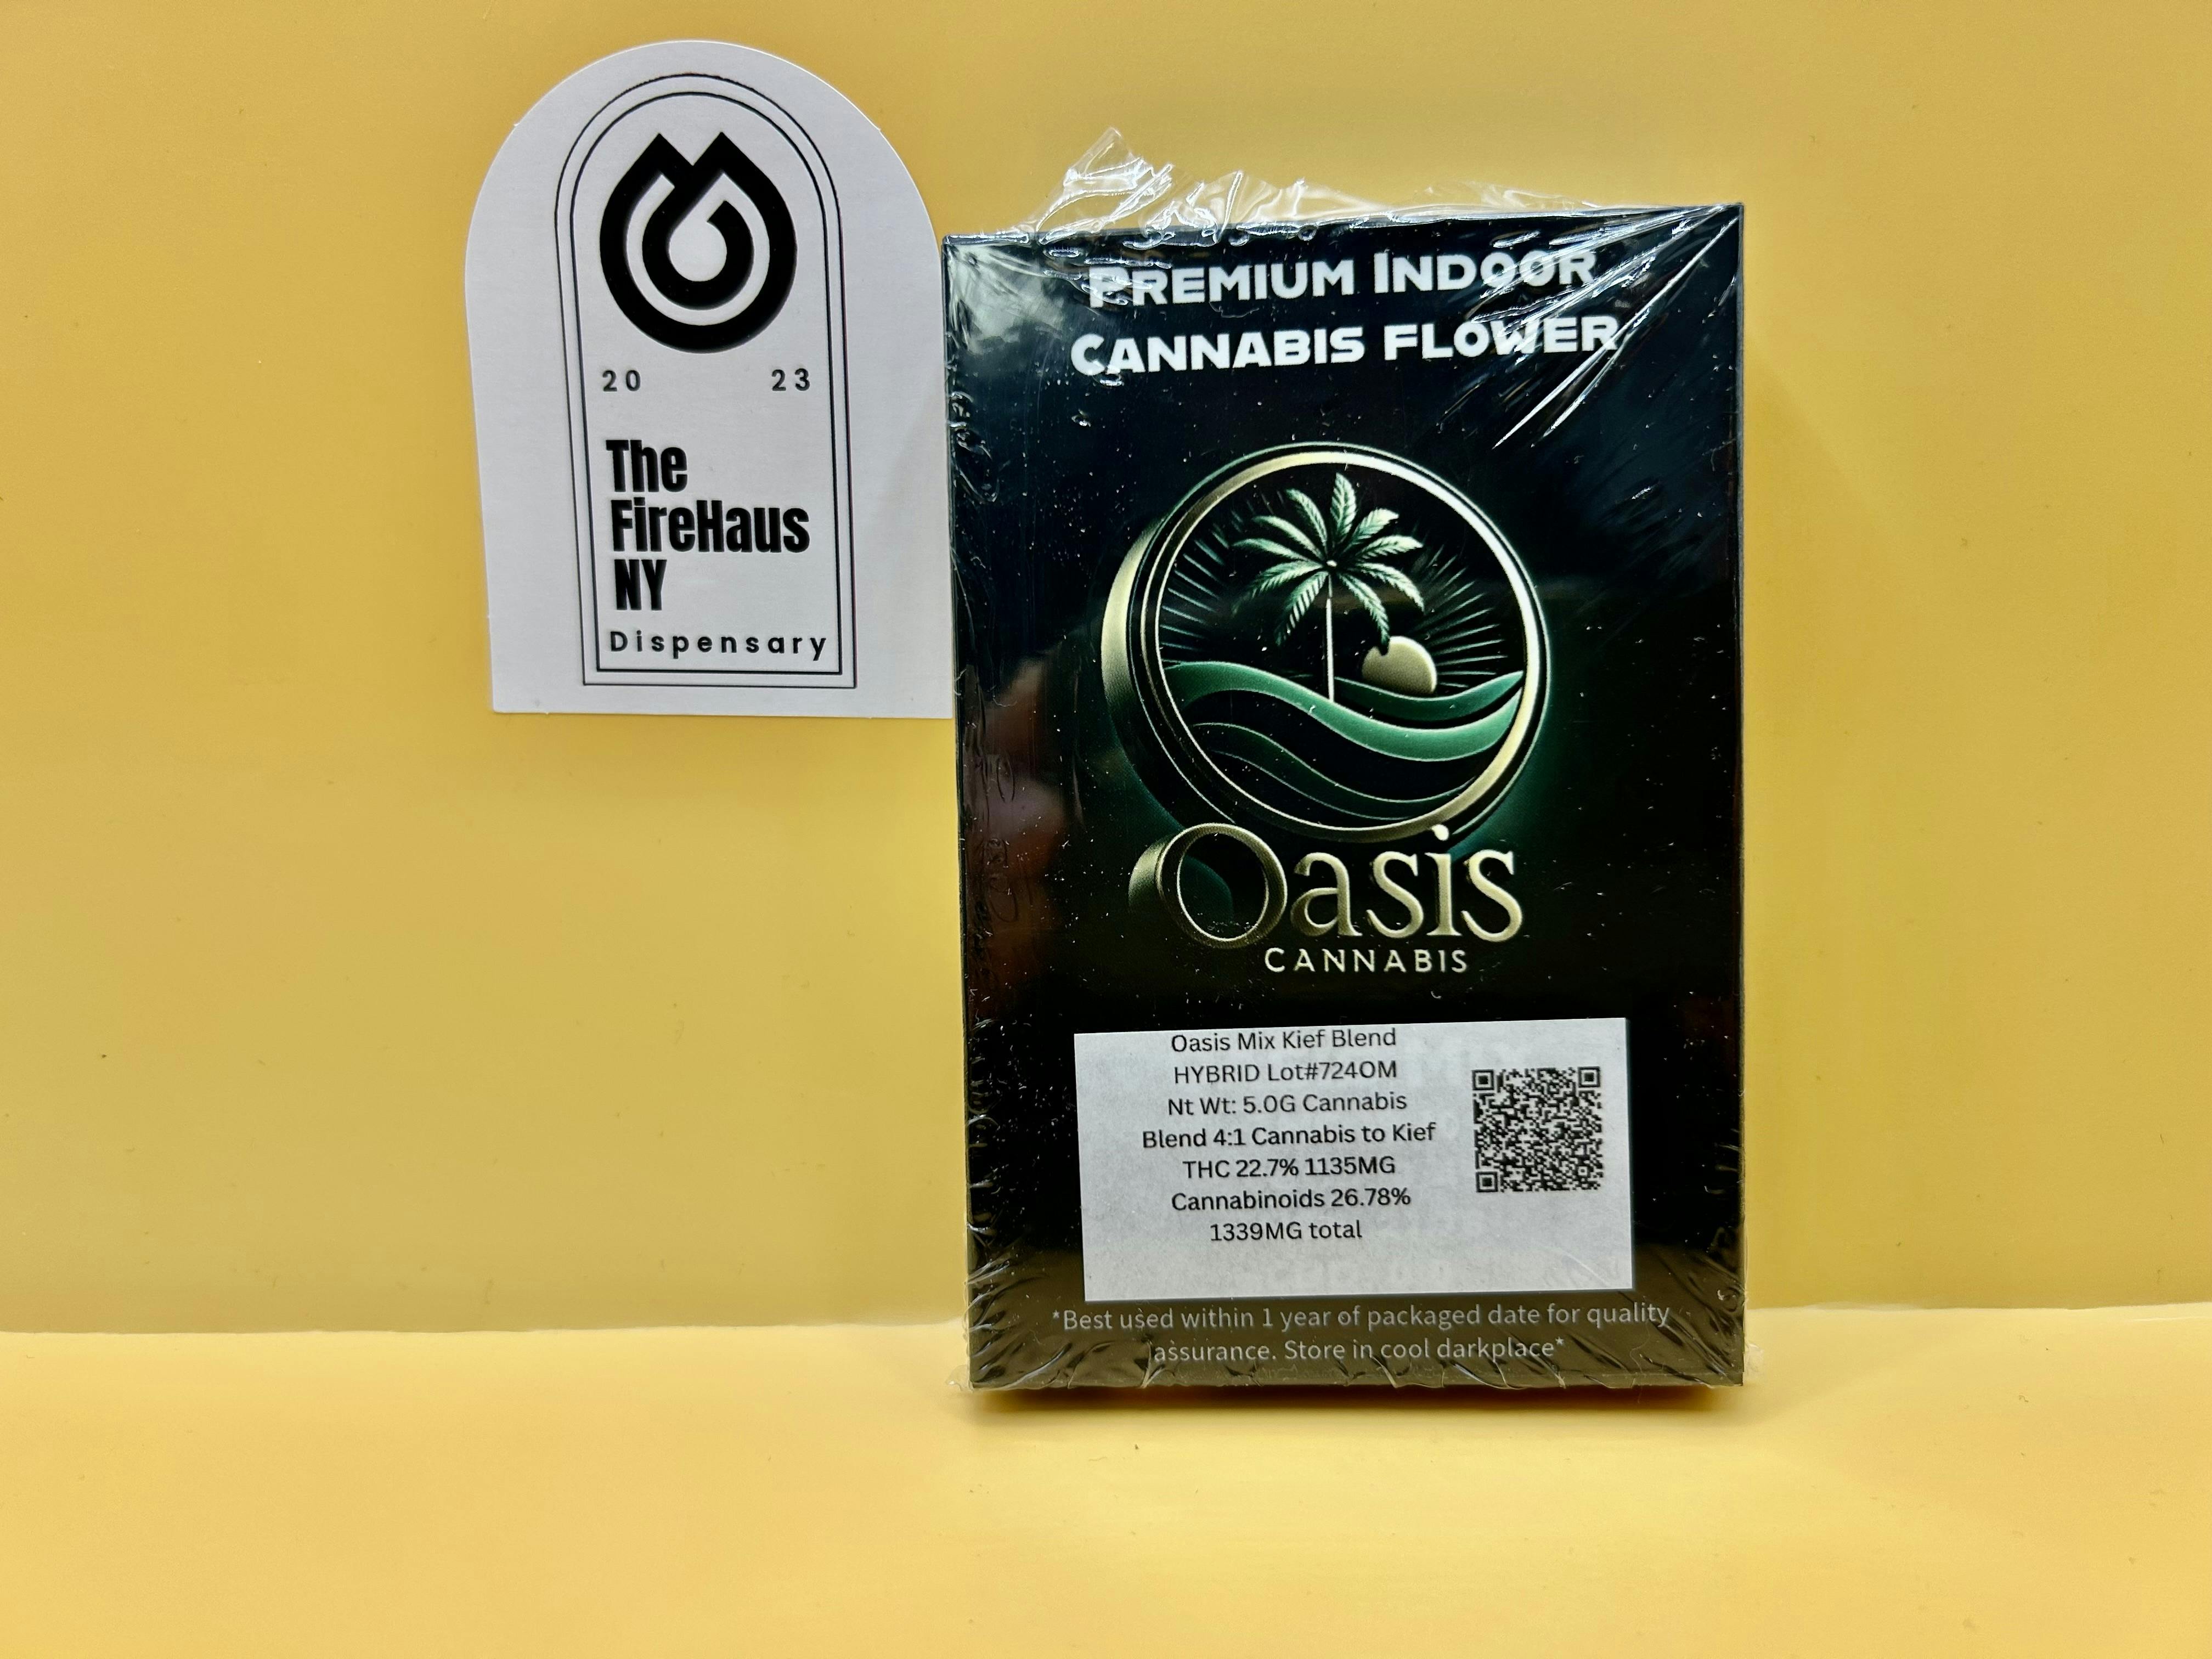 20 23
The
FireHaus
NY
Dispensary
PREMIUM INDOOR
CANNABIS FLOWER
Oasis
CANNABIS
Oasis Mix Kief Blend
HYBRID Lot#724OM
Nt Wt: 5.0G Cannabis
Blend 4:1 Cannabis to Kief
THC 22.7% 1135MG
Cannabinoids 26.78%
1339MG total
*Best used within 1 year of packaged date for quality
assurance. Store in cool darkplace*